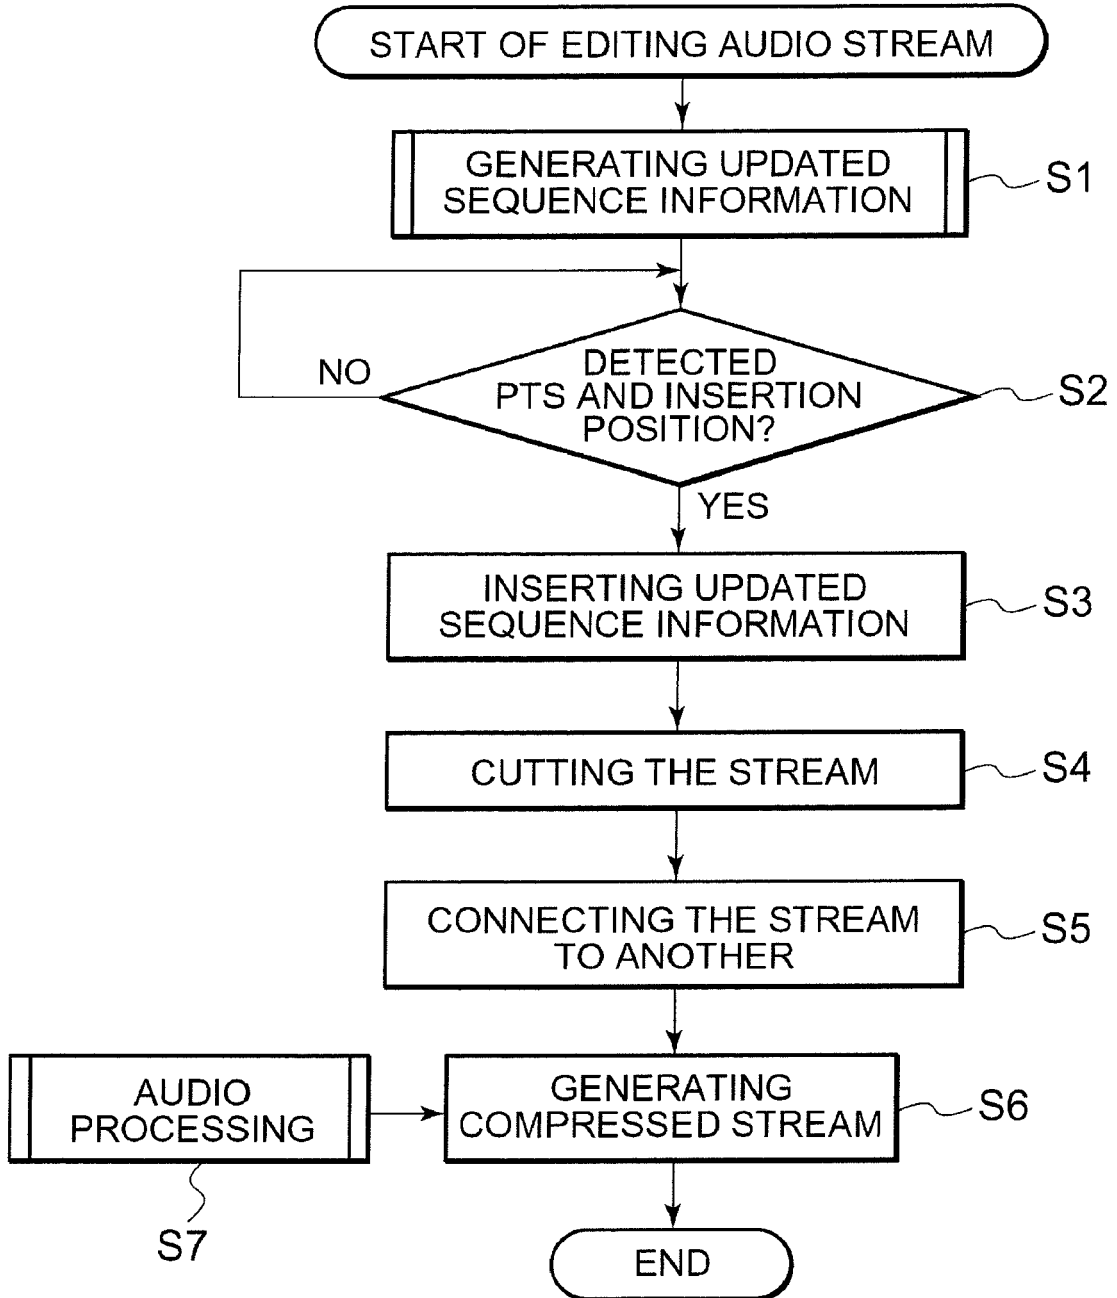 START OF EDITING AUDIO STREAM
GENERATING UPDATED
SEQUENCE INFORMATION
S1
NO
DETECTED
PTS AND INSERTION
POSITION?
S2
YES
INSERTING UPDATED
SEQUENCE INFORMATION
S3
CUTTING THE STREAM
S4
CONNECTING THE STREAM
TO ANOTHER
S5
AUDIO
PROCESSING
S7
GENERATING
COMPRESSED STREAM
S6
END